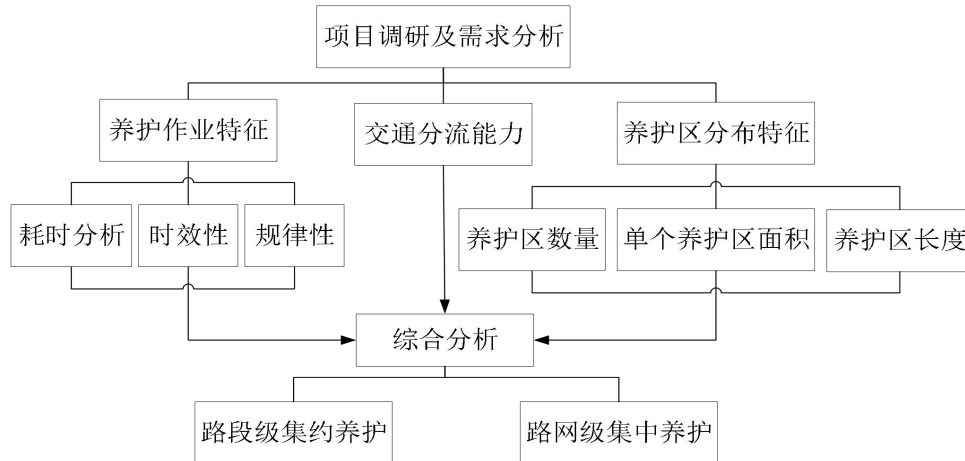 项目调研及需求分析
养护作业特征
交通分流能力
养护区分布特征
耗时分析
时效性
规律性
养护区数量
单个养护区面积
养护区长度
综合分析
路段级集约养护
路网级集中养护